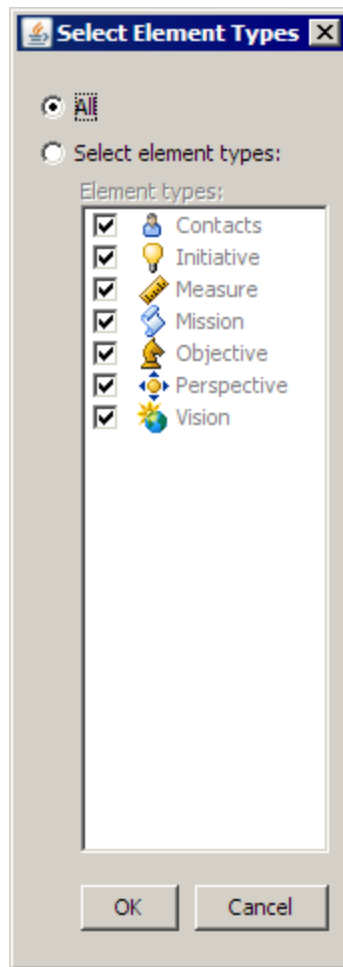 Select Element Types
All
Select element types:
Element types:
Contacts
Initiative
Measure
Mission
Objective
Perspective
Vision
OK Cancel